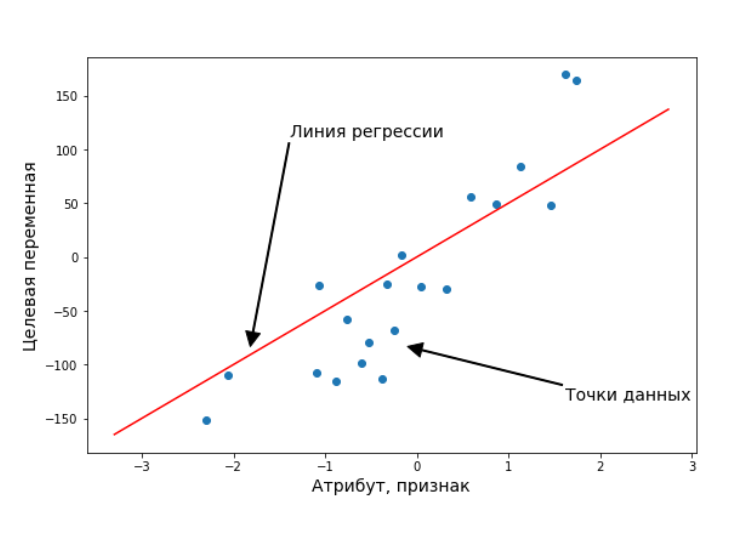 150
Линия регрессии
100
50
0
−50
−100
Точки данных
−150
Целевая переменная
−3 −2 −1 0 1 2 3
Атрибут, признак